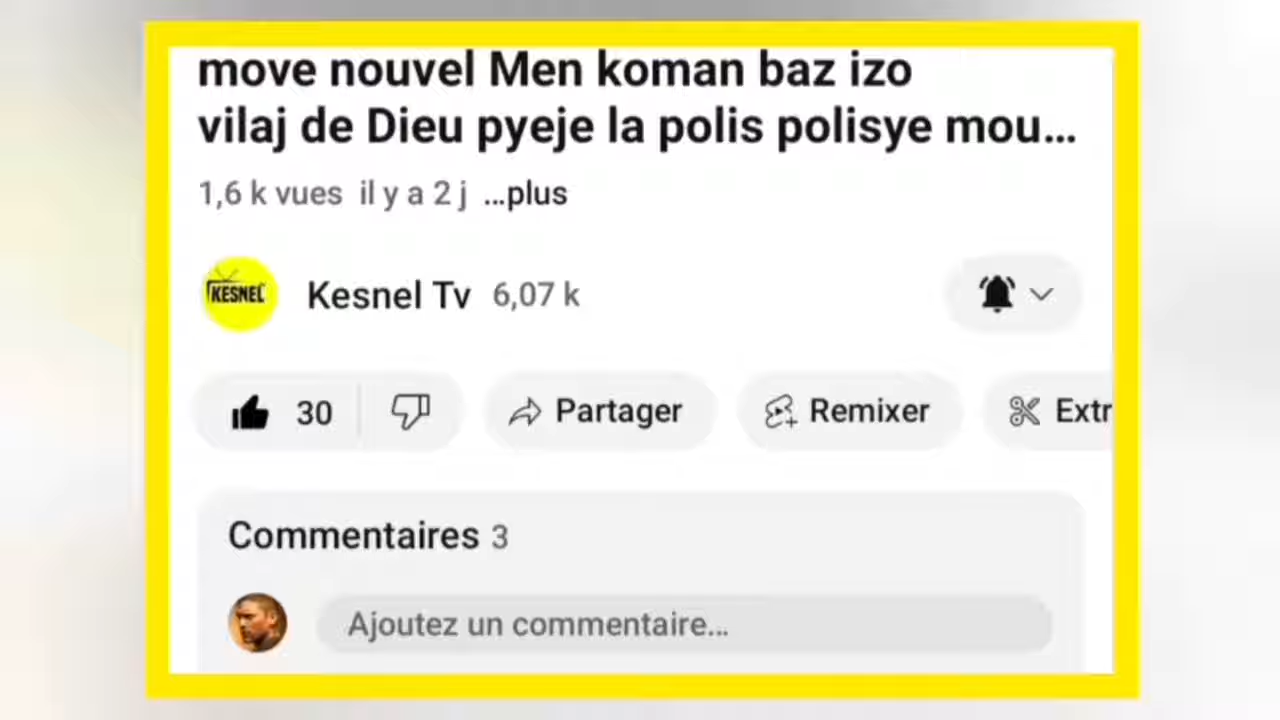 move nouvel Men koman baz izo
vilaj de Dieu pyeje la polis polisye mou...
1,6 k vues il y a 2 j ...plus
KESNEL
Kesnel Tv 6,07 k
30 Partager Remixer Extr
Commentaires 3
Ajoutez un commentaire...